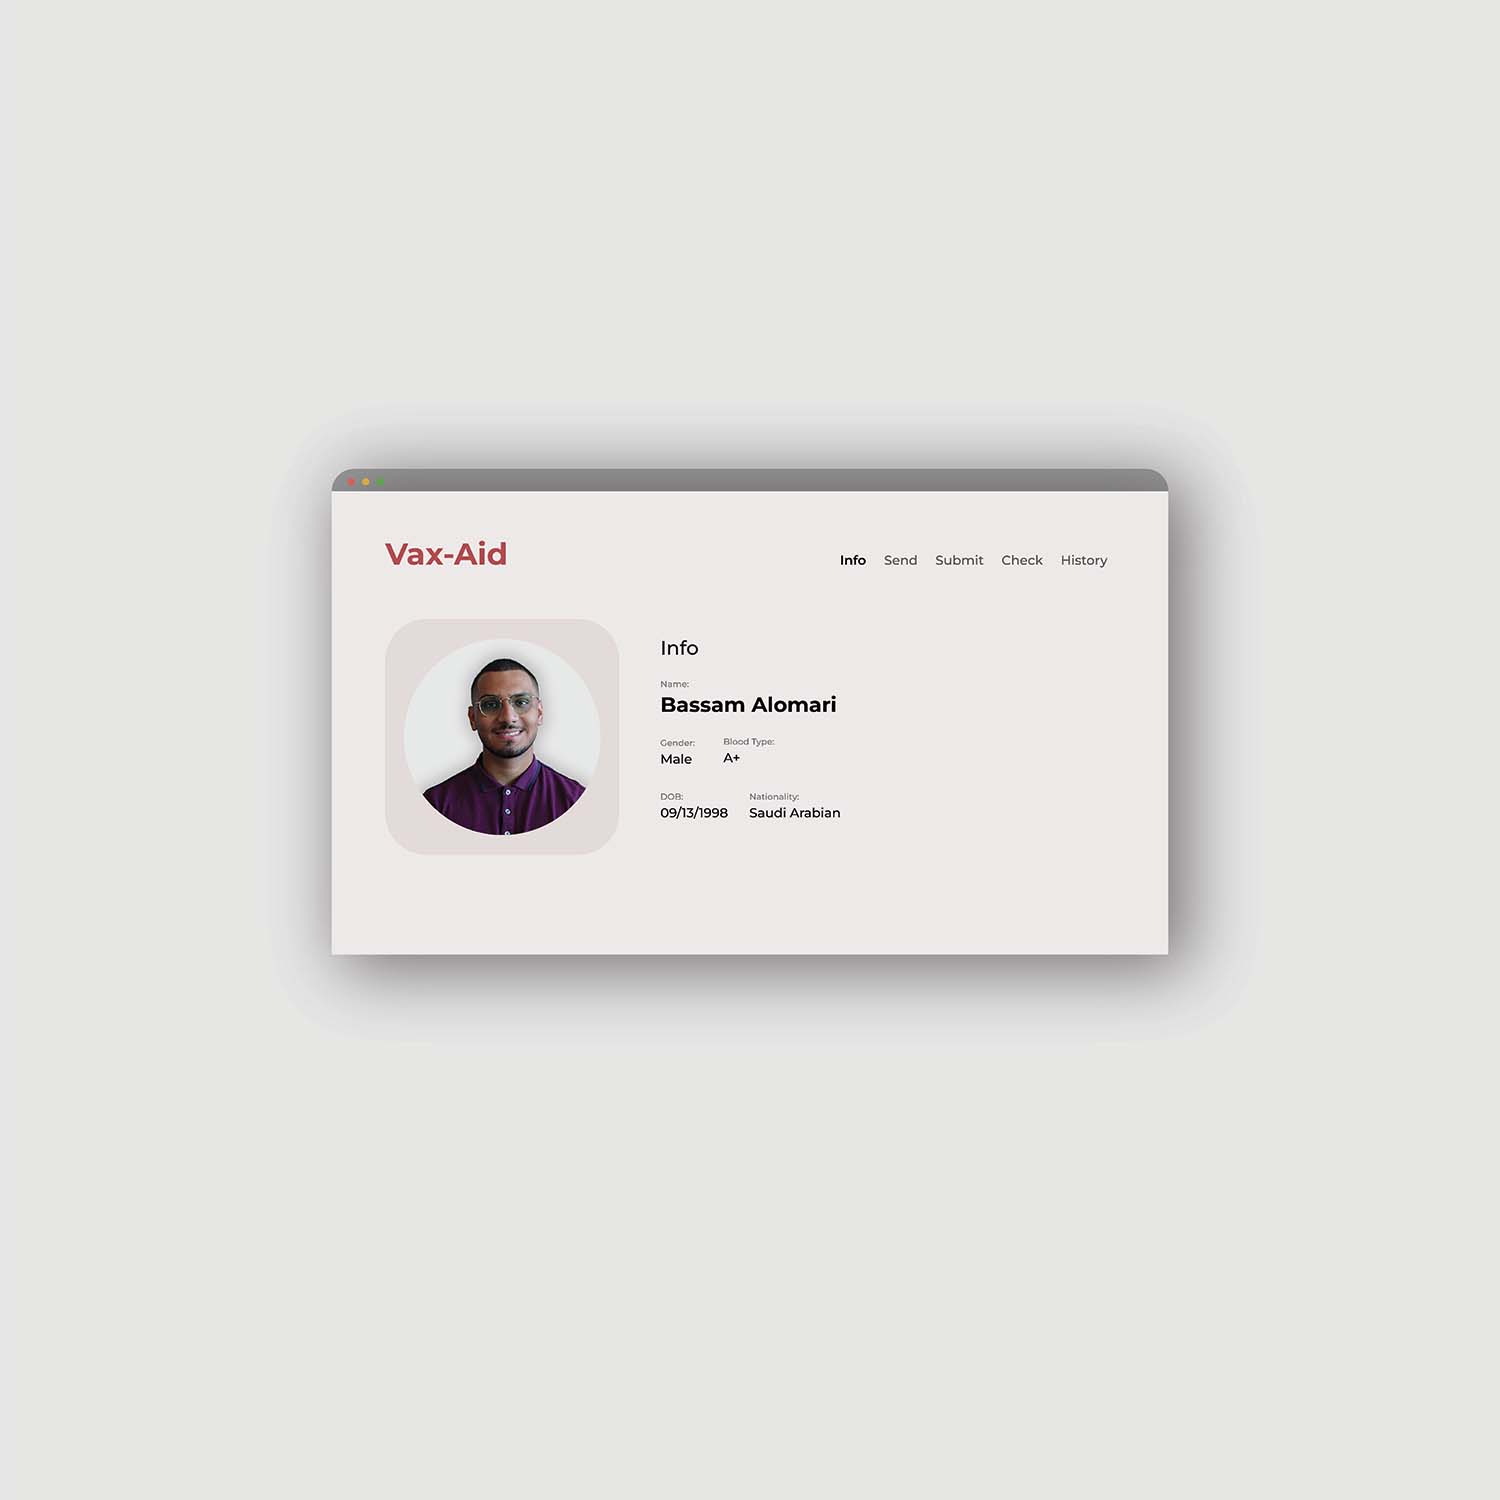 Vax-Aid
Info Send Submit Check History
Info
Name:
Bassam Alomari
Gender: Blood Type:
Male A+
DOB: Nationality:
09/13/1998 Saudi Arabian